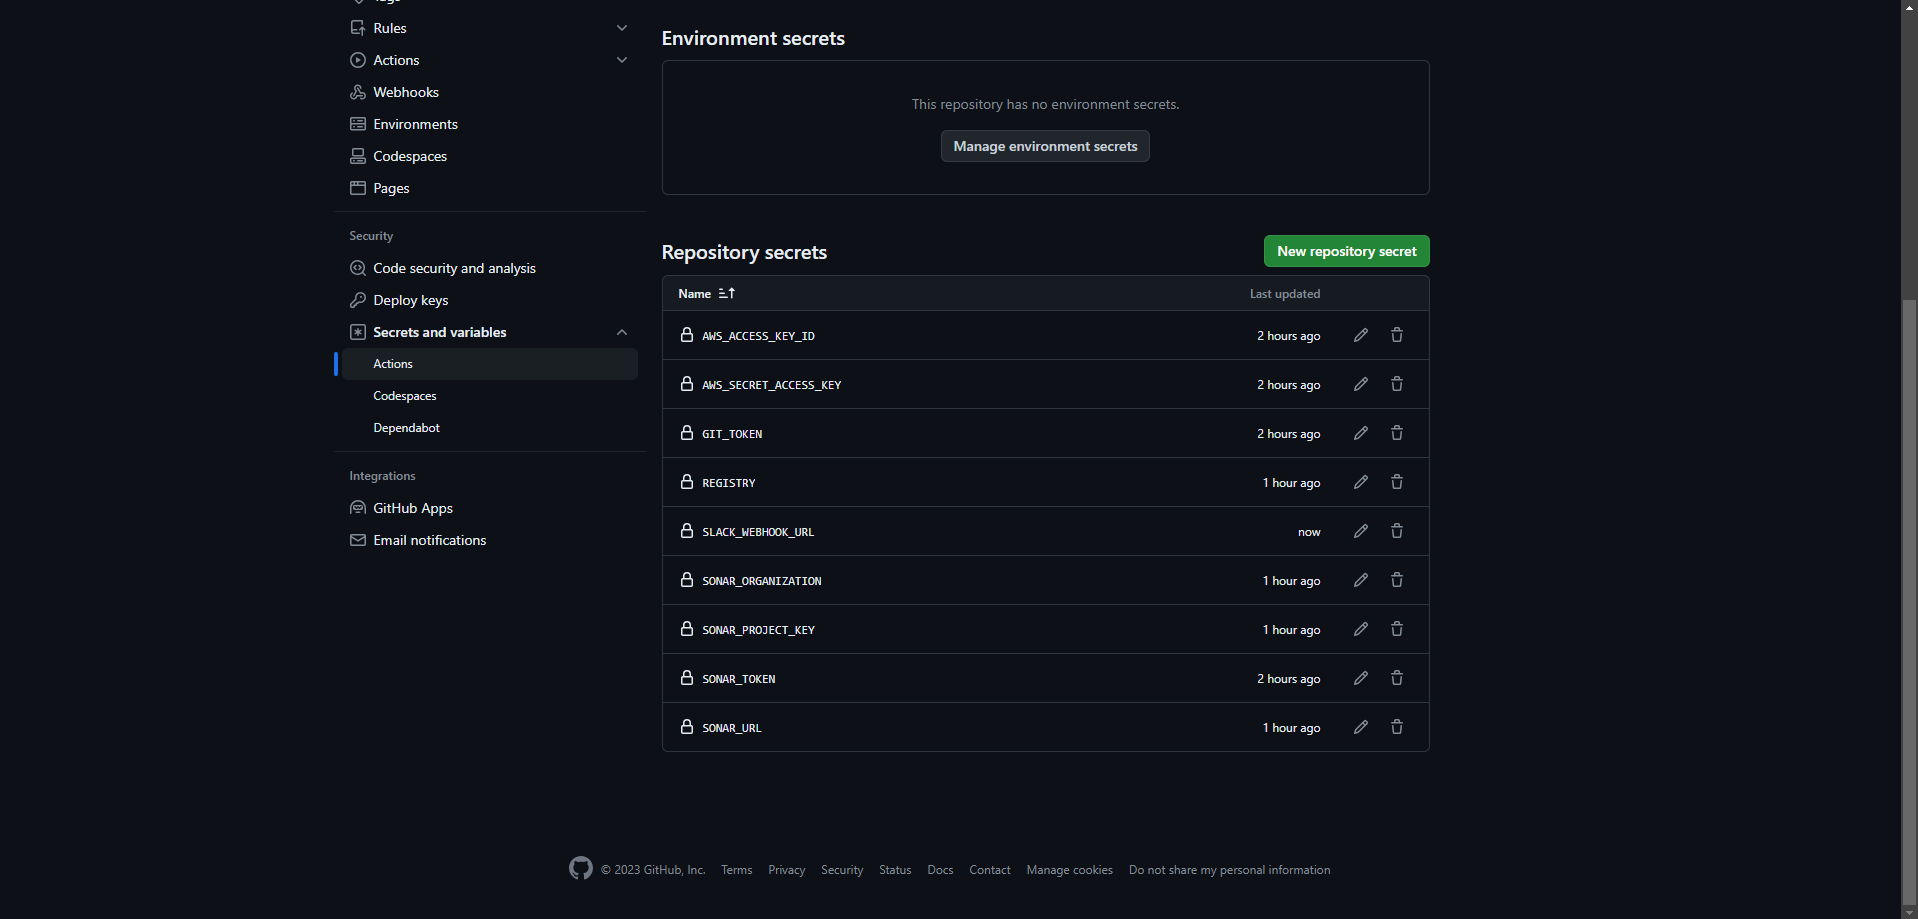 Tags
Rules
Actions
Webhooks
Environments
Codespaces
Pages
Security
Code security and analysis
Deploy keys
Secrets and variables
Actions
Codespaces
Dependabot
Integrations
GitHub Apps
Email notifications
Environment secrets
This repository has no environment secrets.
Manage environment secrets
Repository secrets
New repository secret
Name Last updated
AWS_ACCESS_KEY_ID 2 hours ago
AWS_SECRET_ACCESS_KEY 2 hours ago
GIT_TOKEN 2 hours ago
REGISTRY 1 hour ago
SLACK_WEBHOOK_URL now
SONAR_ORGANIZATION 1 hour ago
SONAR_PROJECT_KEY 1 hour ago
SONAR_TOKEN 2 hours ago
SONAR_URL 1 hour ago
© 2023 GitHub, Inc. Terms Privacy Security Status Docs Contact Manage cookies Do not share my personal information